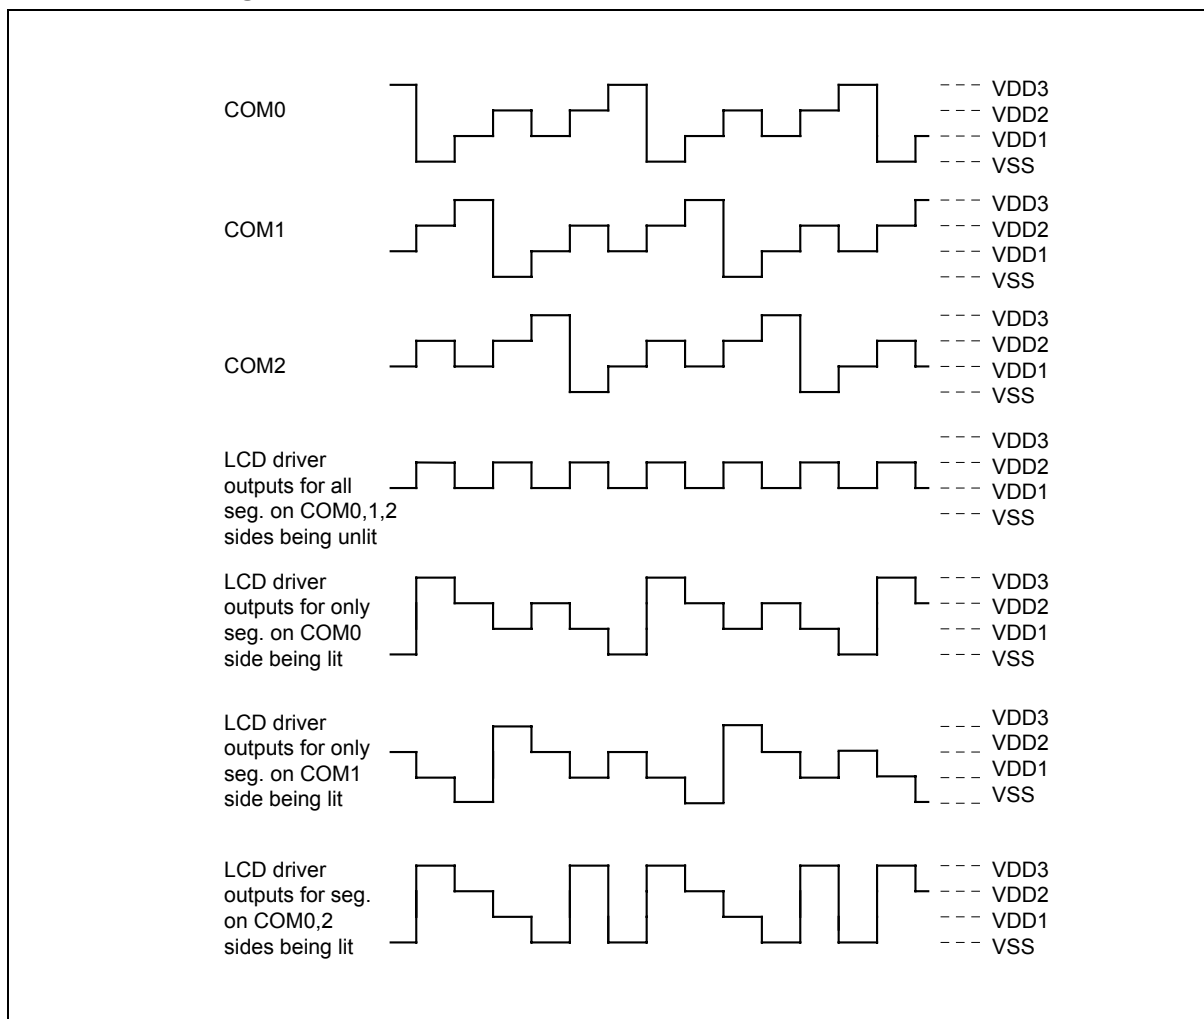 COM0
VDD3
VDD2
VDD1
VSS
COM1
VDD3
VDD2
VDD1
VSS
COM2
VDD3
VDD2
VDD1
VSS
LCD driver
outputs for all
seg. on COM0,1,2
sides being unlit
VDD3
VDD2
VDD1
VSS
LCD driver
outputs for only
seg. on COM0
side being lit
VDD3
VDD2
VDD1
VSS
LCD driver
outputs for only
seg. on COM1
side being lit
VDD3
VDD2
VDD1
VSS
LCD driver
outputs for seg.
on COM0,2
sides being lit
VDD3
VDD2
VDD1
VSS